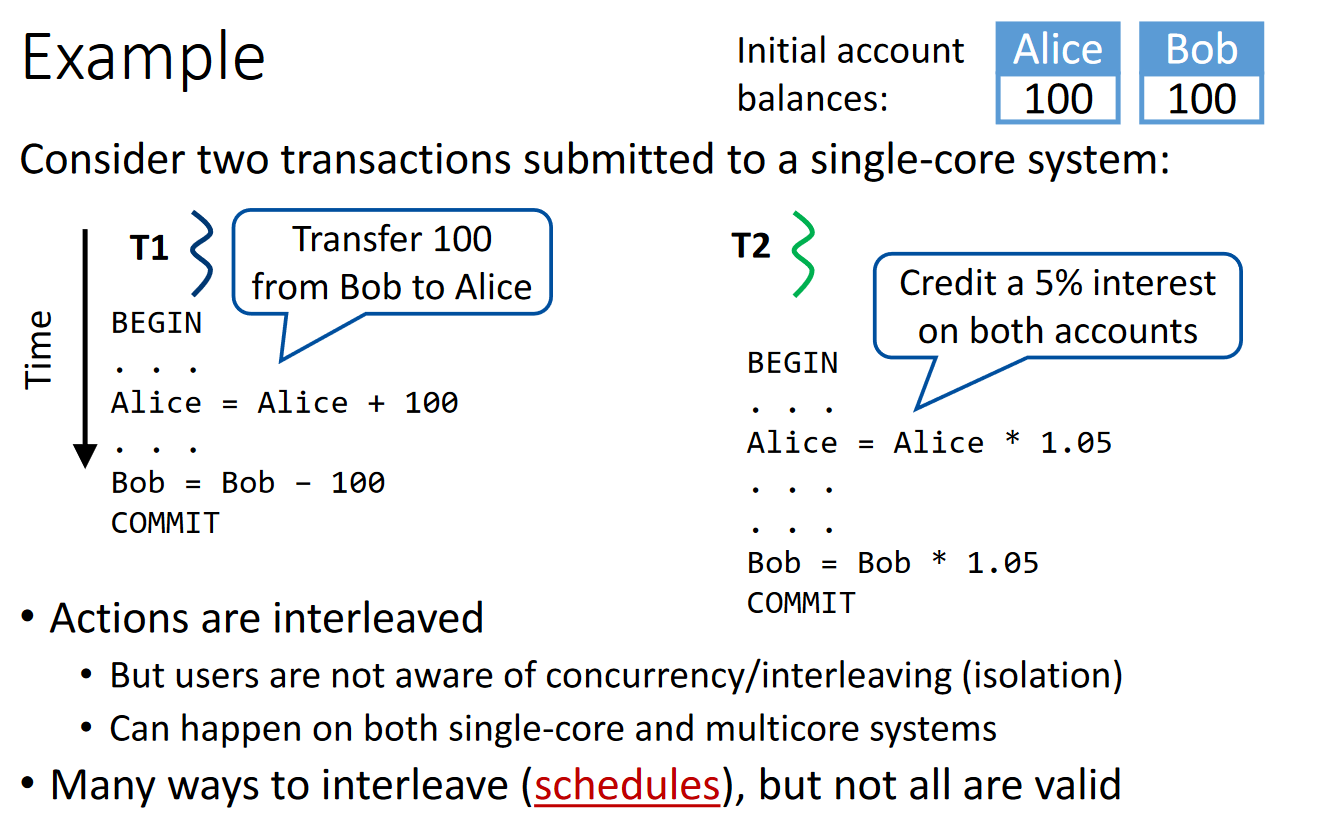 Example
Initial account
balances:
Alice
Bob
100
100
Consider two transactions submitted to a single-core system:
Time
T1
Transfer 100
from Bob to Alice
BEGIN
. . .
Alice = Alice + 100
. . .
Bob = Bob – 100
COMMIT
T2
Credit a 5% interest
on both accounts
BEGIN
. . .
Alice = Alice * 1.05
. . .
. . .
Bob = Bob * 1.05
COMMIT
• Actions are interleaved
• But users are not aware of concurrency/interleaving (isolation)
• Can happen on both single-core and multicore systems
• Many ways to interleave (schedules), but not all are valid